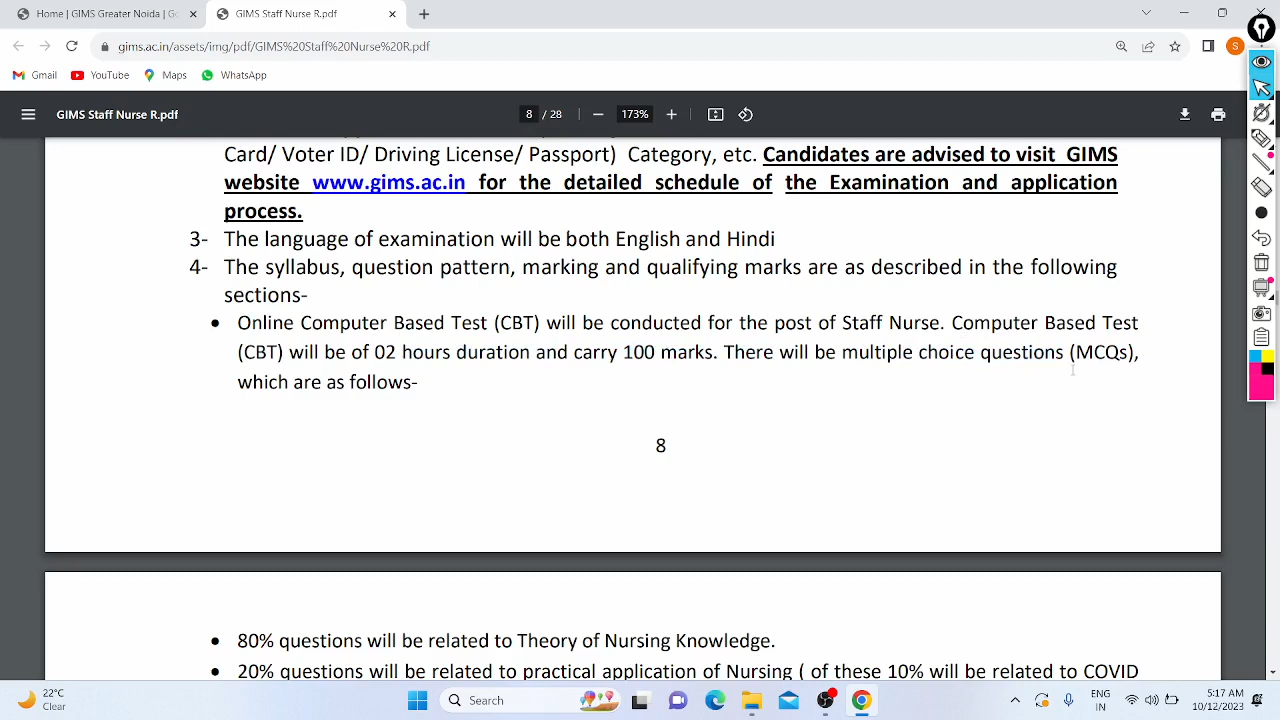 Home | GIMS Greater Noida | Go
GIMS Staff Nurse R.pdf
gims.ac.in/assets/img/pdf/GIMS%20Staff%20Nurse%20R.pdf
S
Gmail
YouTube
Maps
WhatsApp
GIMS Staff Nurse R.pdf
8 / 28
173%
Card/ Voter ID/ Driving License/ Passport) Category, etc. Candidates are advised to visit GIMS
website www.gims.ac.in for the detailed schedule of the Examination and application
process.
3- The language of examination will be both English and Hindi
4- The syllabus, question pattern, marking and qualifying marks are as described in the following
sections-
• Online Computer Based Test (CBT) will be conducted for the post of Staff Nurse. Computer Based Test
(CBT) will be of 02 hours duration and carry 100 marks. There will be multiple choice questions (MCQs),
which are as follows-
8
• 80% questions will be related to Theory of Nursing Knowledge.
• 20% questions will be related to practical application of Nursing ( of these 10% will be related to COVID
22°C
Clear
Search
ENG
IN
5:17 AM
10/12/2023